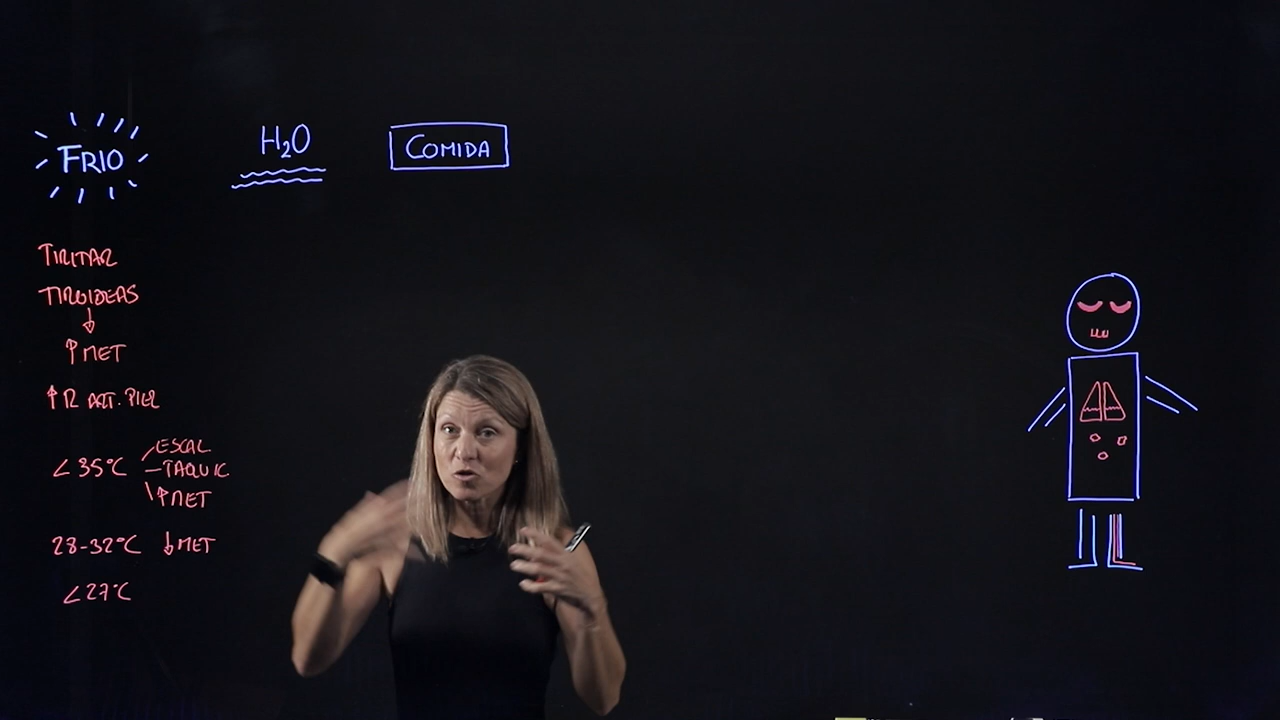 FRIO
H₂O
COMIDA
TIRITAR
TIROIDEAS
↓
↑MET
↑R ART. PIEL
<35°C
ESCAL
TAQUIC
↑MET
28-32°C ↓MET
<27°C